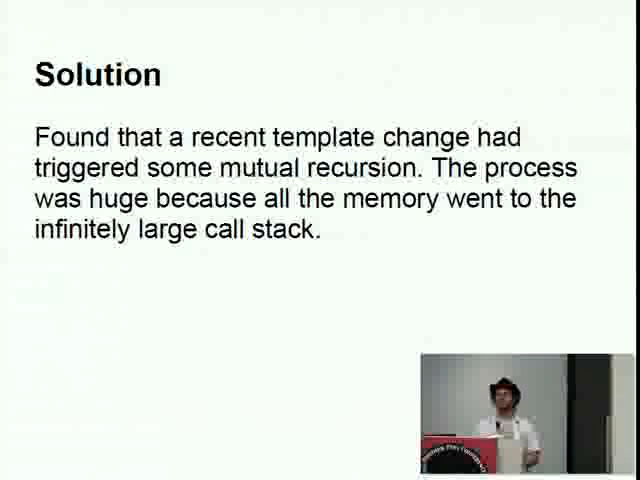 Solution
Found that a recent template change had
triggered some mutual recursion. The process
was huge because all the memory went to the
infinitely large call stack.